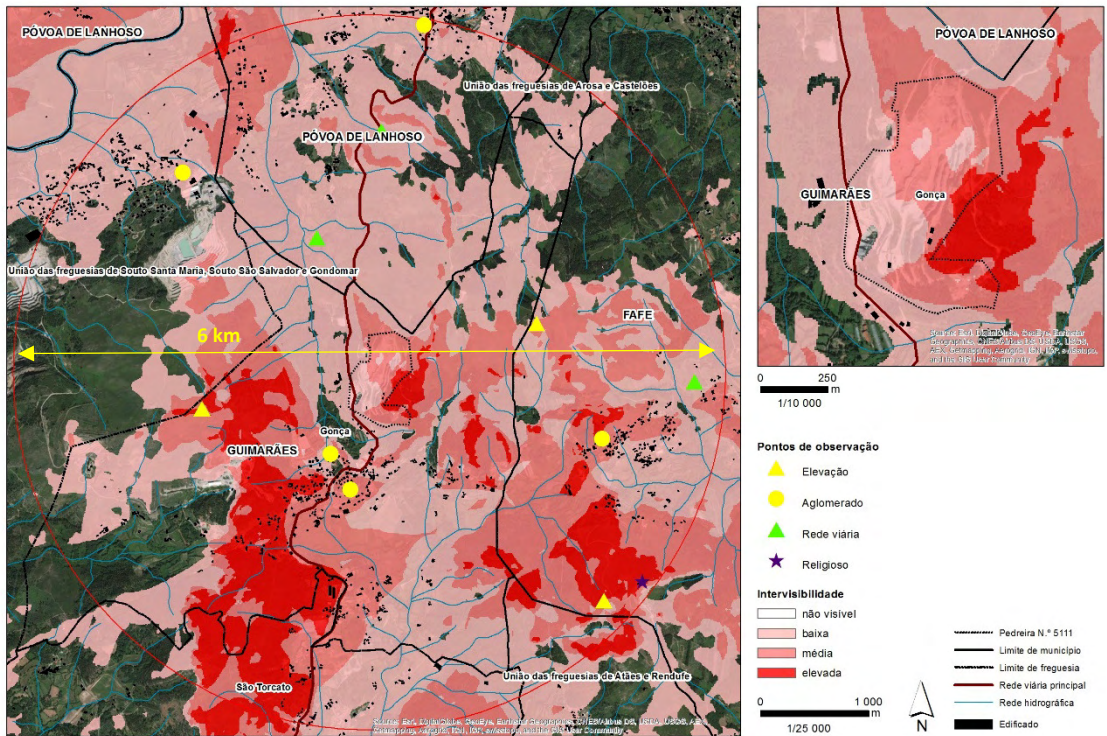 PÓVOA DE LANHOSO
União das freguesias de Arosa e Castelões
PÓVOA DE LANHOSO
União das freguesias de Souto Santa Maria, Souto São Salvador e Gondomar
FAFE
6 km
Gonça
GUIMARÃES
São Torcato
União das freguesias de Atães e Rendufe
PÓVOA DE LANHOSO
GUIMARÃES
Gonça
0 250 m
1/10 000
Pontos de observação
Elevação
Aglomerado
Rede viária
Religioso
Intervisibilidade
não visivel
baixa
média
elevada
0 1 000 m
1/25 000
N
Pedreira N.º 5111
Limite de município
Limite de freguesia
Rede viária principal
Rede hidrográfica
Edificado